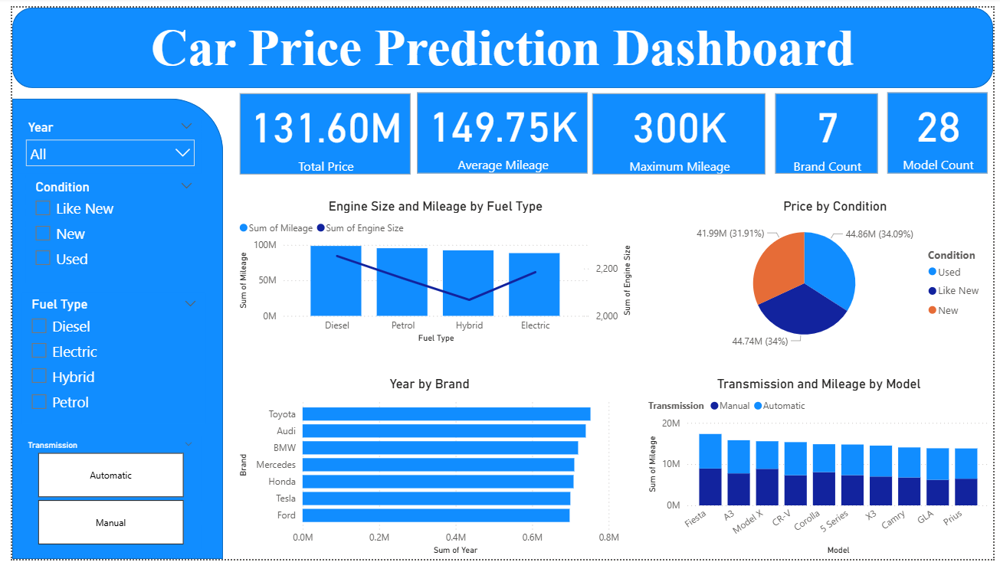 Car Price Prediction Dashboard
Year
All
Condition
Like New
New
Used
Fuel Type
Diesel
Electric
Hybrid
Petrol
Transmission
Automatic
Manual
131.60M
Total Price
149.75K
Average Mileage
300K
Maximum Mileage
7
Brand Count
28
Model Count
Engine Size and Mileage by Fuel Type
Sum of Mileage Sum of Engine Size
Sum of Mileage
100M
50M
0M
2,200
2,000
Sum of Engine Size
Diesel Petrol Hybrid Electric
Fuel Type
Price by Condition
41.99M (31.91%)
44.86M (34.09%)
44.74M (34%)
Condition
Used
Like New
New
Year by Brand
Brand
Toyota
Audi
BMW
Mercedes
Honda
Tesla
Ford
0.0M 0.2M 0.4M 0.6M 0.8M
Sum of Year
Transmission and Mileage by Model
Transmission Manual Automatic
Sum of Mileage
20M
10M
0M
Fiesta A3 Model X CR-V Corolla 5 Series X3 Camry GLA Prius
Model